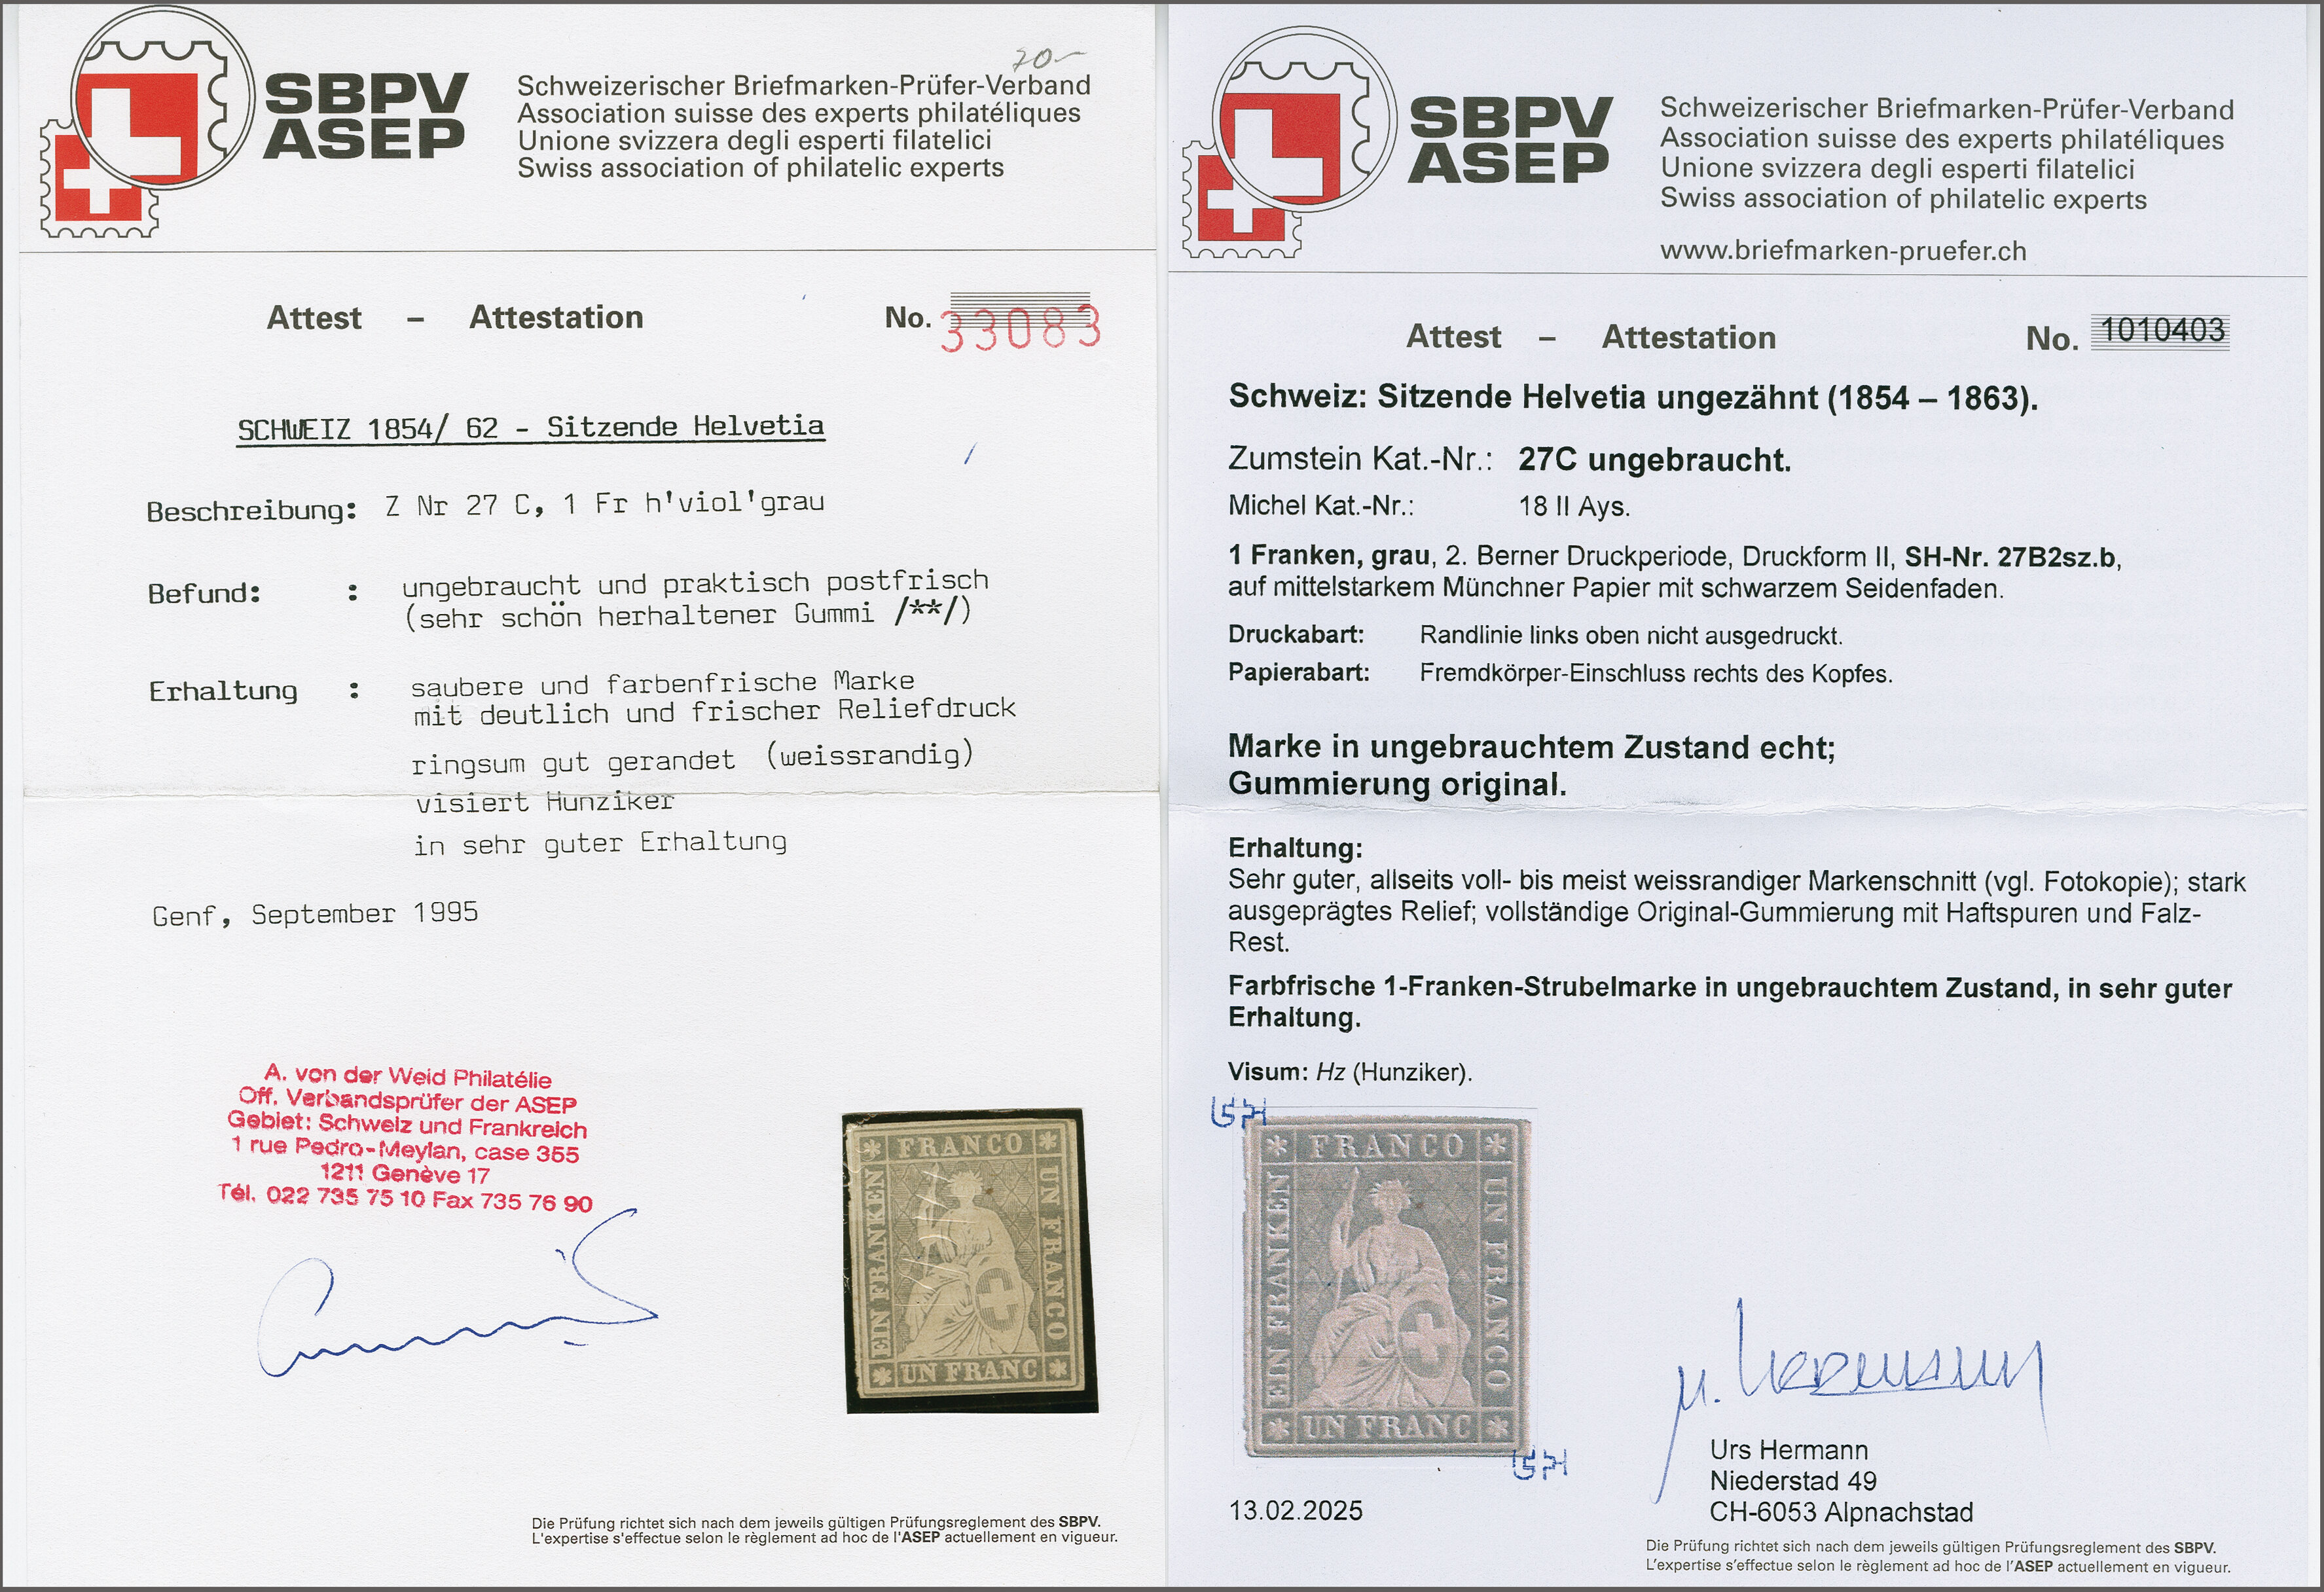 SBPV
ASEP
20.-
Schweizerischer Briefmarken-Prüfer-Verband
Association suisse des experts philatéliques
Unione svizzera degli esperti filatelici
Swiss association of philatelic experts
Attest – Attestation No. 33083
SCHWEIZ 1854/ 62 - Sitzende Helvetia
Beschreibung: Z Nr 27 C, 1 Fr h'viol'grau
Befund: : ungebraucht und praktisch postfrisch
(sehr schön herhaltener Gummi /**/)
Erhaltung : saubere und farbenfrische Marke
mit deutlich und frischer Reliefdruck
ringsum gut gerandet (weissrandig)
visiert Hunziker
in sehr guter Erhaltung
Genf, September 1995
A. von der Weid Philatélie
Off. Verbandsprüfer der ASEP
Gebiet: Schweiz und Frankreich
1 rue Pedro-Meylan, case 355
1211 Genève 17
Tél. 022 735 75 10 Fax 735 76 90
FRANCO
EIN FRANKEN
UN FRANCO
UN FRANC
Die Prüfung richtet sich nach dem jeweils gültigen Prüfungsreglement des SBPV.
L'expertise s'effectue selon le règlement ad hoc de l'ASEP actuellement en vigueur.
SBPV
ASEP
Schweizerischer Briefmarken-Prüfer-Verband
Association suisse des experts philatéliques
Unione svizzera degli esperti filatelici
Swiss association of philatelic experts
www.briefmarken-pruefer.ch
Attest – Attestation No. 1010403
Schweiz: Sitzende Helvetia ungezähnt (1854 – 1863).
Zumstein Kat.-Nr.: 27C ungebraucht.
Michel Kat.-Nr.: 18 II Ays.
1 Franken, grau, 2. Berner Druckperiode, Druckform II, SH-Nr. 27B2sz.b,
auf mittelstarkem Münchner Papier mit schwarzem Seidenfaden.
Druckabart: Randlinie links oben nicht ausgedruckt.
Papierabart: Fremdkörper-Einschluss rechts des Kopfes.
Marke in ungebrauchtem Zustand echt;
Gummierung original.
Erhaltung:
Sehr guter, allseits voll- bis meist weissrandiger Markenschnitt (vgl. Fotokopie); stark
ausgeprägtes Relief; vollständige Original-Gummierung mit Haftspuren und Falz-
Rest.
Farbfrische 1-Franken-Strubelmarke in ungebrauchtem Zustand, in sehr guter
Erhaltung.
Visum: Hz (Hunziker).
FRANCO
EIN FRANKEN
UN FRANCO
UN FRANC
Urs Hermann
Niederstad 49
CH-6053 Alpnachstad
13.02.2025
Die Prüfung richtet sich nach dem jeweils gültigen Prüfungsreglement des SBPV.
L'expertise s'effectue selon le règlement ad hoc de l'ASEP actuellement en vigueur.